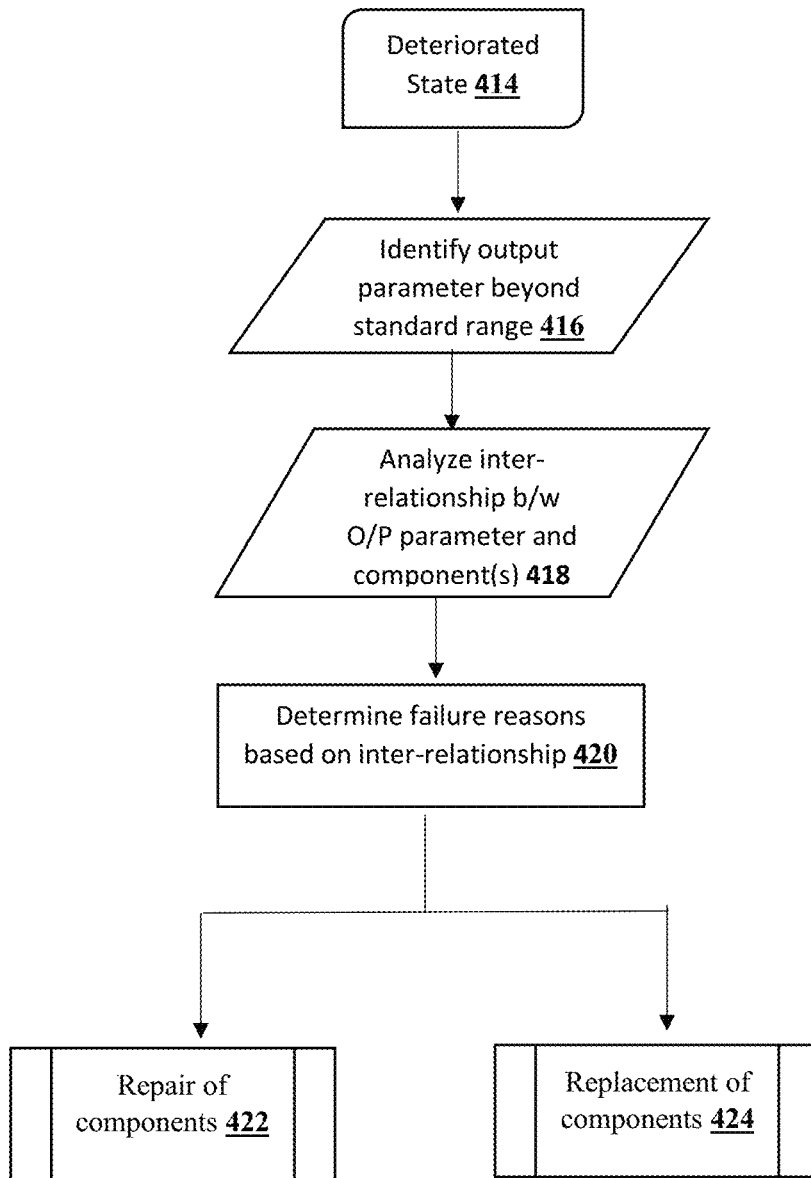 Deteriorated
State 414
Identify output
parameter beyond
standard range 416
Analyze inter-
relationship b/w
O/P parameter and
component(s) 418
Determine failure reasons
based on inter-relationship 420
Repair of
components 422
Replacement of
components 424